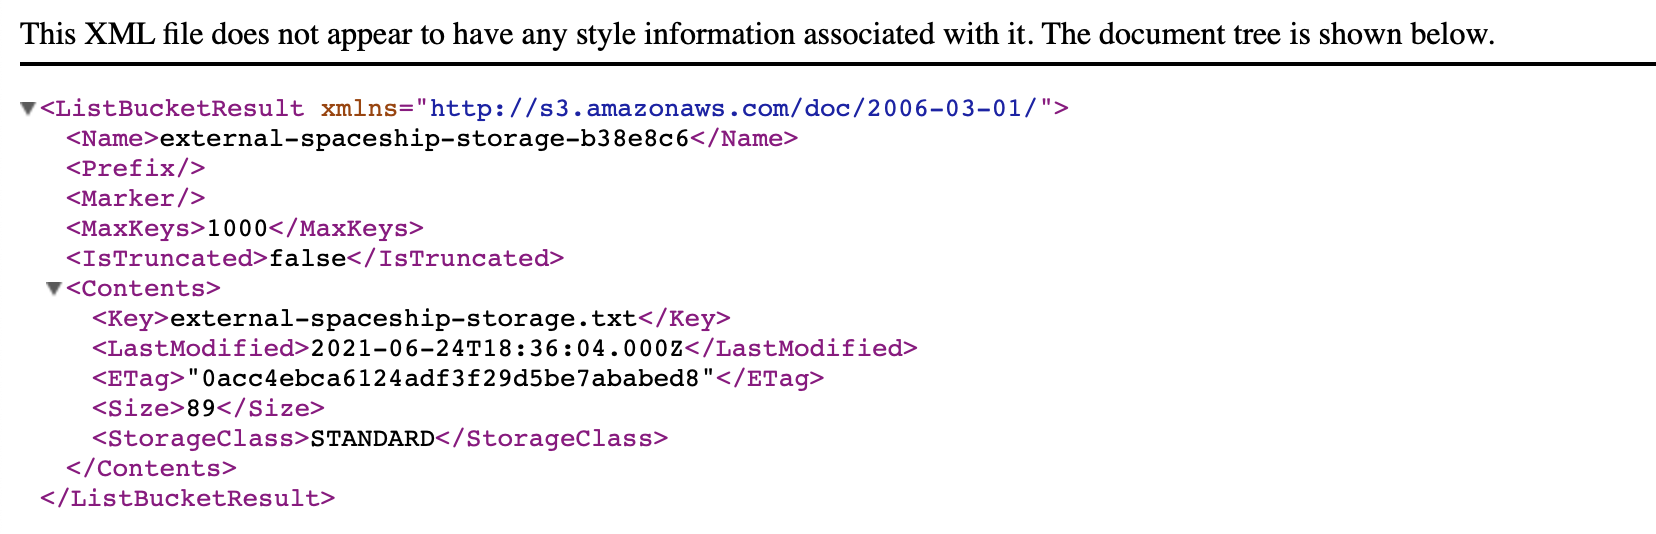 This XML file does not appear to have any style information associated with it. The document tree is shown below.
▼<ListBucketResult xmlns="http://s3.amazonaws.com/doc/2006-03-01/">
<Name>external-spaceship-storage-b38e8c6</Name>
<Prefix/>
<Marker/>
<MaxKeys>1000</MaxKeys>
<IsTruncated>false</IsTruncated>
▼<Contents>
<Key>external-spaceship-storage.txt</Key>
<LastModified>2021-06-24T18:36:04.000Z</LastModified>
<ETag>"0acc4ebca6124adf3f29d5be7ababed8"</ETag>
<Size>89</Size>
<StorageClass>STANDARD</StorageClass>
</Contents>
</ListBucketResult>